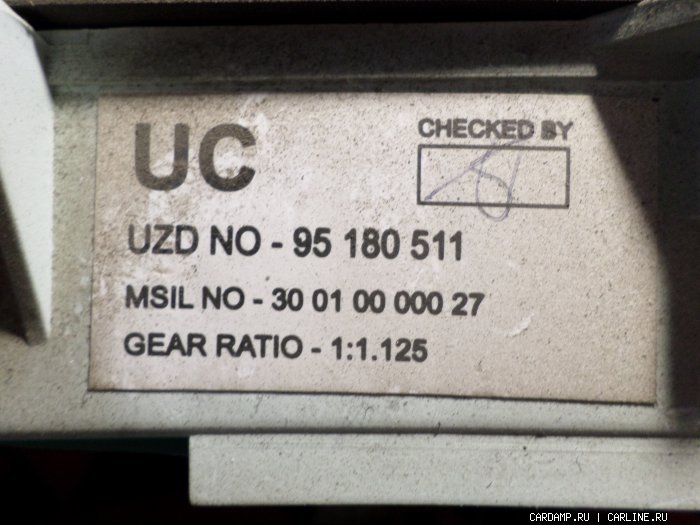 UC
CHECKED BY
UZD NO - 95 180 511
MSIL NO - 30 01 00 000 27
GEAR RATIO - 1:1.125
CARDAMP.RU | CARLINE.RU